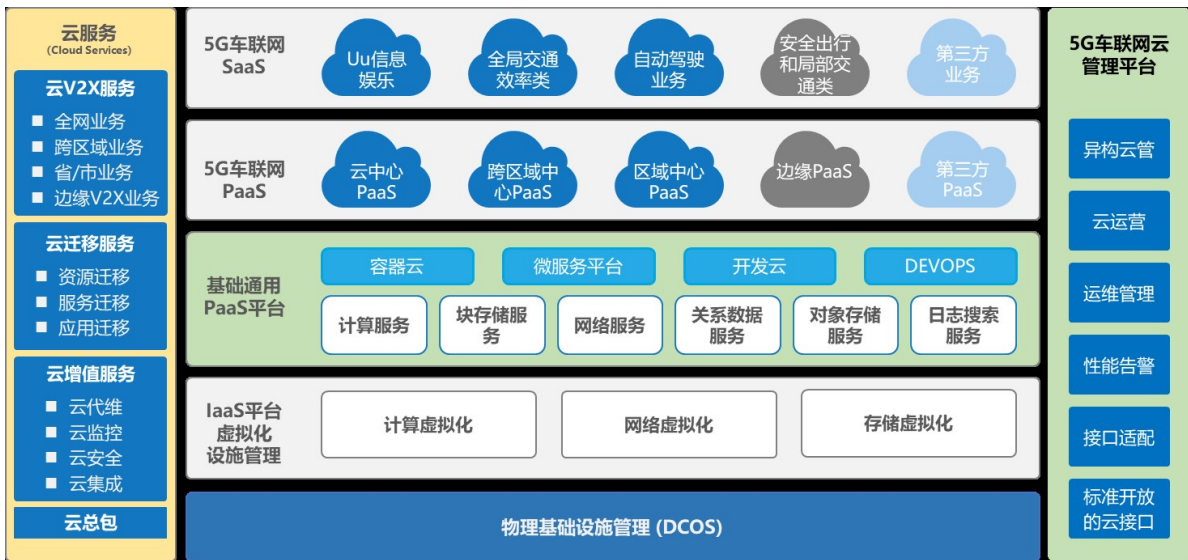 云服务
(Cloud Services)
云V2X服务
■ 全网业务
■ 跨区域业务
■ 省/市业务
■ 边缘V2X业务
云迁移服务
■ 资源迁移
■ 服务迁移
■ 应用迁移
云增值服务
■ 云代维
■ 云监控
■ 云安全
■ 云集成
云总包
5G车联网
SaaS
Uu信息
娱乐
全局交通
效率类
自动驾驶
业务
安全出行
和局部交
通类
第三方
业务
5G车联网
PaaS
云中心
PaaS
跨区域中
心PaaS
区域中心
PaaS
边缘PaaS
第三方
PaaS
基础通用
PaaS平台
容器云
微服务平台
开发云
DEVOPS
计算服务
块存储服
务
网络服务
关系数据
服务
对象存储
服务
日志搜索
服务
IaaS平台
虚拟化
设施管理
计算虚拟化
网络虚拟化
存储虚拟化
物理基础设施管理 (DCOS)
5G车联网云
管理平台
异构云管
云运营
运维管理
性能告警
接口适配
标准开放
的云接口